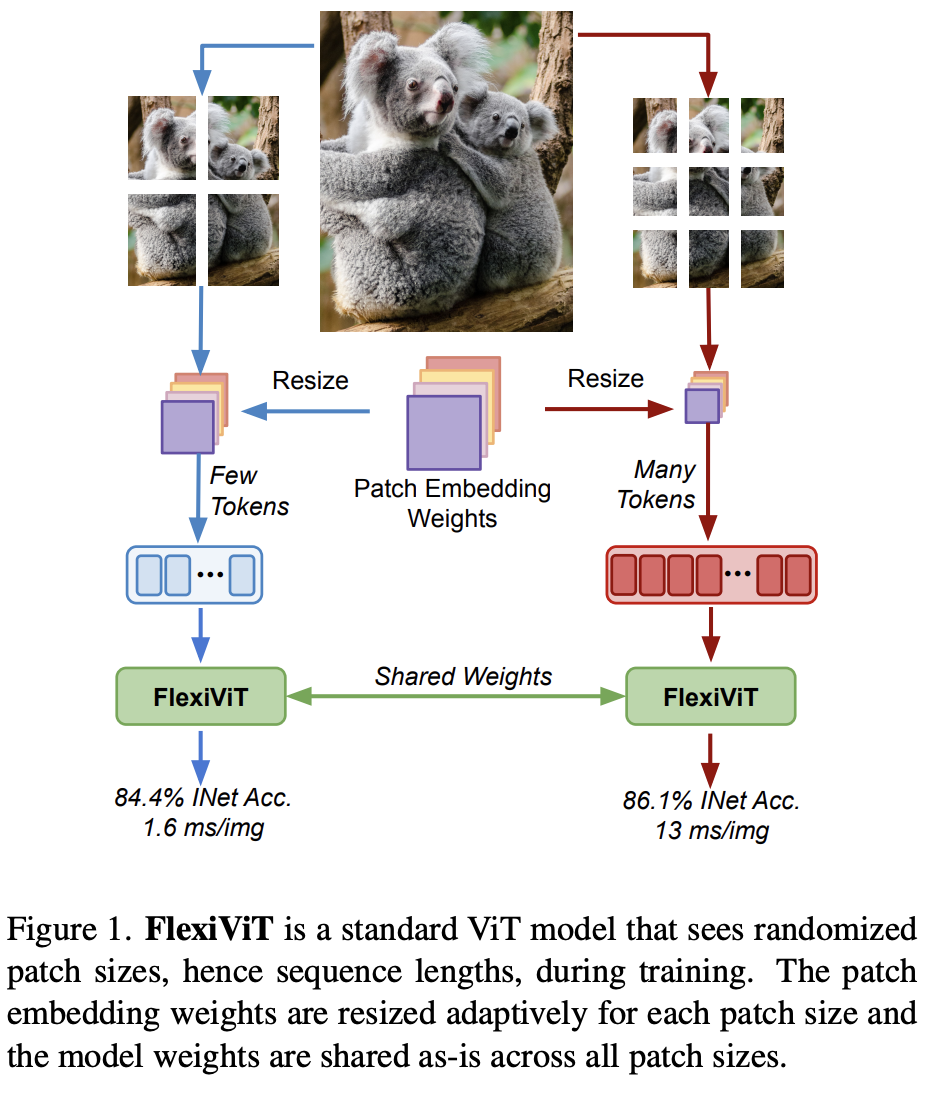 Resize
Resize
Patch Embedding
Weights
Few
Tokens
Many
Tokens
Shared Weights
FlexiViT
FlexiViT
84.4% INet Acc.
1.6 ms/img
86.1% INet Acc.
13 ms/img
Figure 1. FlexiViT is a standard ViT model that sees randomized
patch sizes, hence sequence lengths, during training. The patch
embedding weights are resized adaptively for each patch size and
the model weights are shared as-is across all patch sizes.